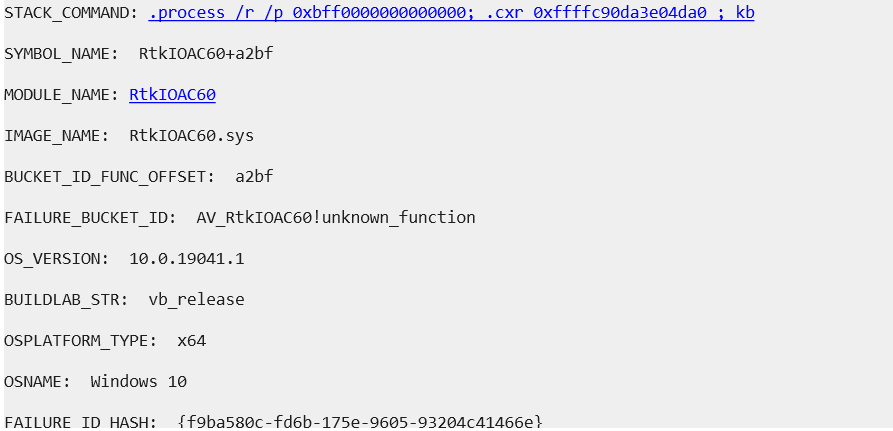 STACK_COMMAND: .process /r /p 0xbff0000000000000; .cxr 0xffffc90da3e04da0 ; kb
SYMBOL_NAME: RtkIOAC60+a2bf
MODULE_NAME: RtkIOAC60
IMAGE_NAME: RtkIOAC60.sys
BUCKET_ID_FUNC_OFFSET: a2bf
FAILURE_BUCKET_ID: AV_RtkIOAC60!unknown_function
OS_VERSION: 10.0.19041.1
BUILDLAB_STR: vb_release
OSPLATFORM_TYPE: x64
OSNAME: Windows 10
FAILURE_ID_HASH: {f9ba580c-fd6b-175e-9605-93204c41466e}